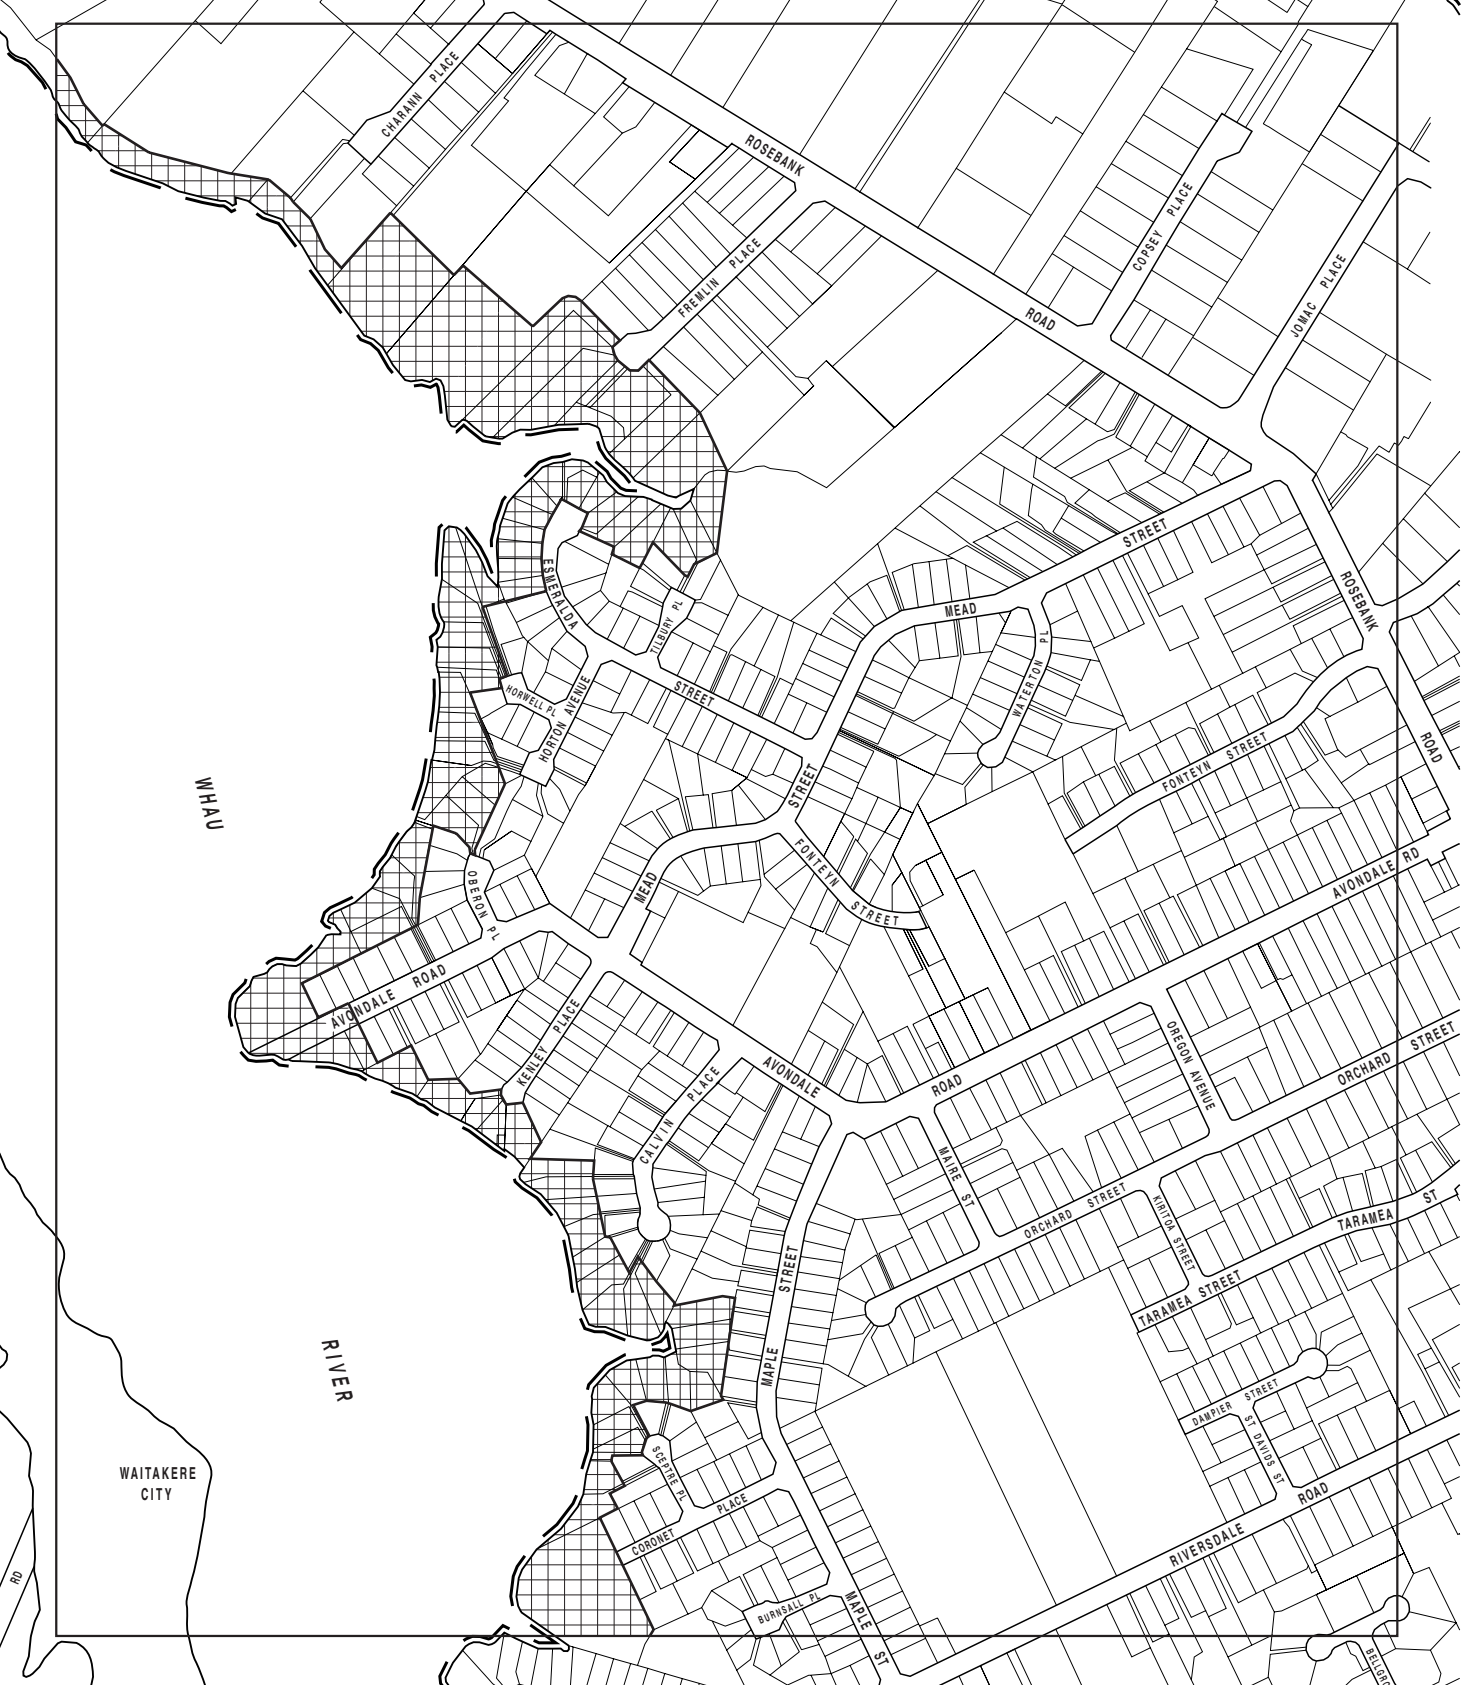 CHARANN PLACE
ROSEBANK
ROAD
FREMLIN PLACE
COPSEY PLACE
JOMAC PLACE
STREET
MEAD
ROSEBANK
ROAD
ESMERALDA
STREET
TILBURY PL
WATERTON PL
HORWELL PL
HORTON AVENUE
FONTEYN STREET
STREET
MEAD
FONTEYN
STREET
WHAU
RIVER
OBERON PL
AVONDALE ROAD
AVONDALE RD
KENLEY PLACE
CALVIN PLACE
AVONDALE
ROAD
OREGON AVENUE
ORCHARD STREET
MAIRE ST
ORCHARD STREET
KIRITOA STREET
TARAMEA ST
TARAMEA STREET
STREET
MAPLE
DAMPIER STREET
ST DAVIDS ST
SCEPTRE PL
CORONET PLACE
WAITAKERE
CITY
RIVERSDALE ROAD
BURNSALL PL
MAPLE ST
RD